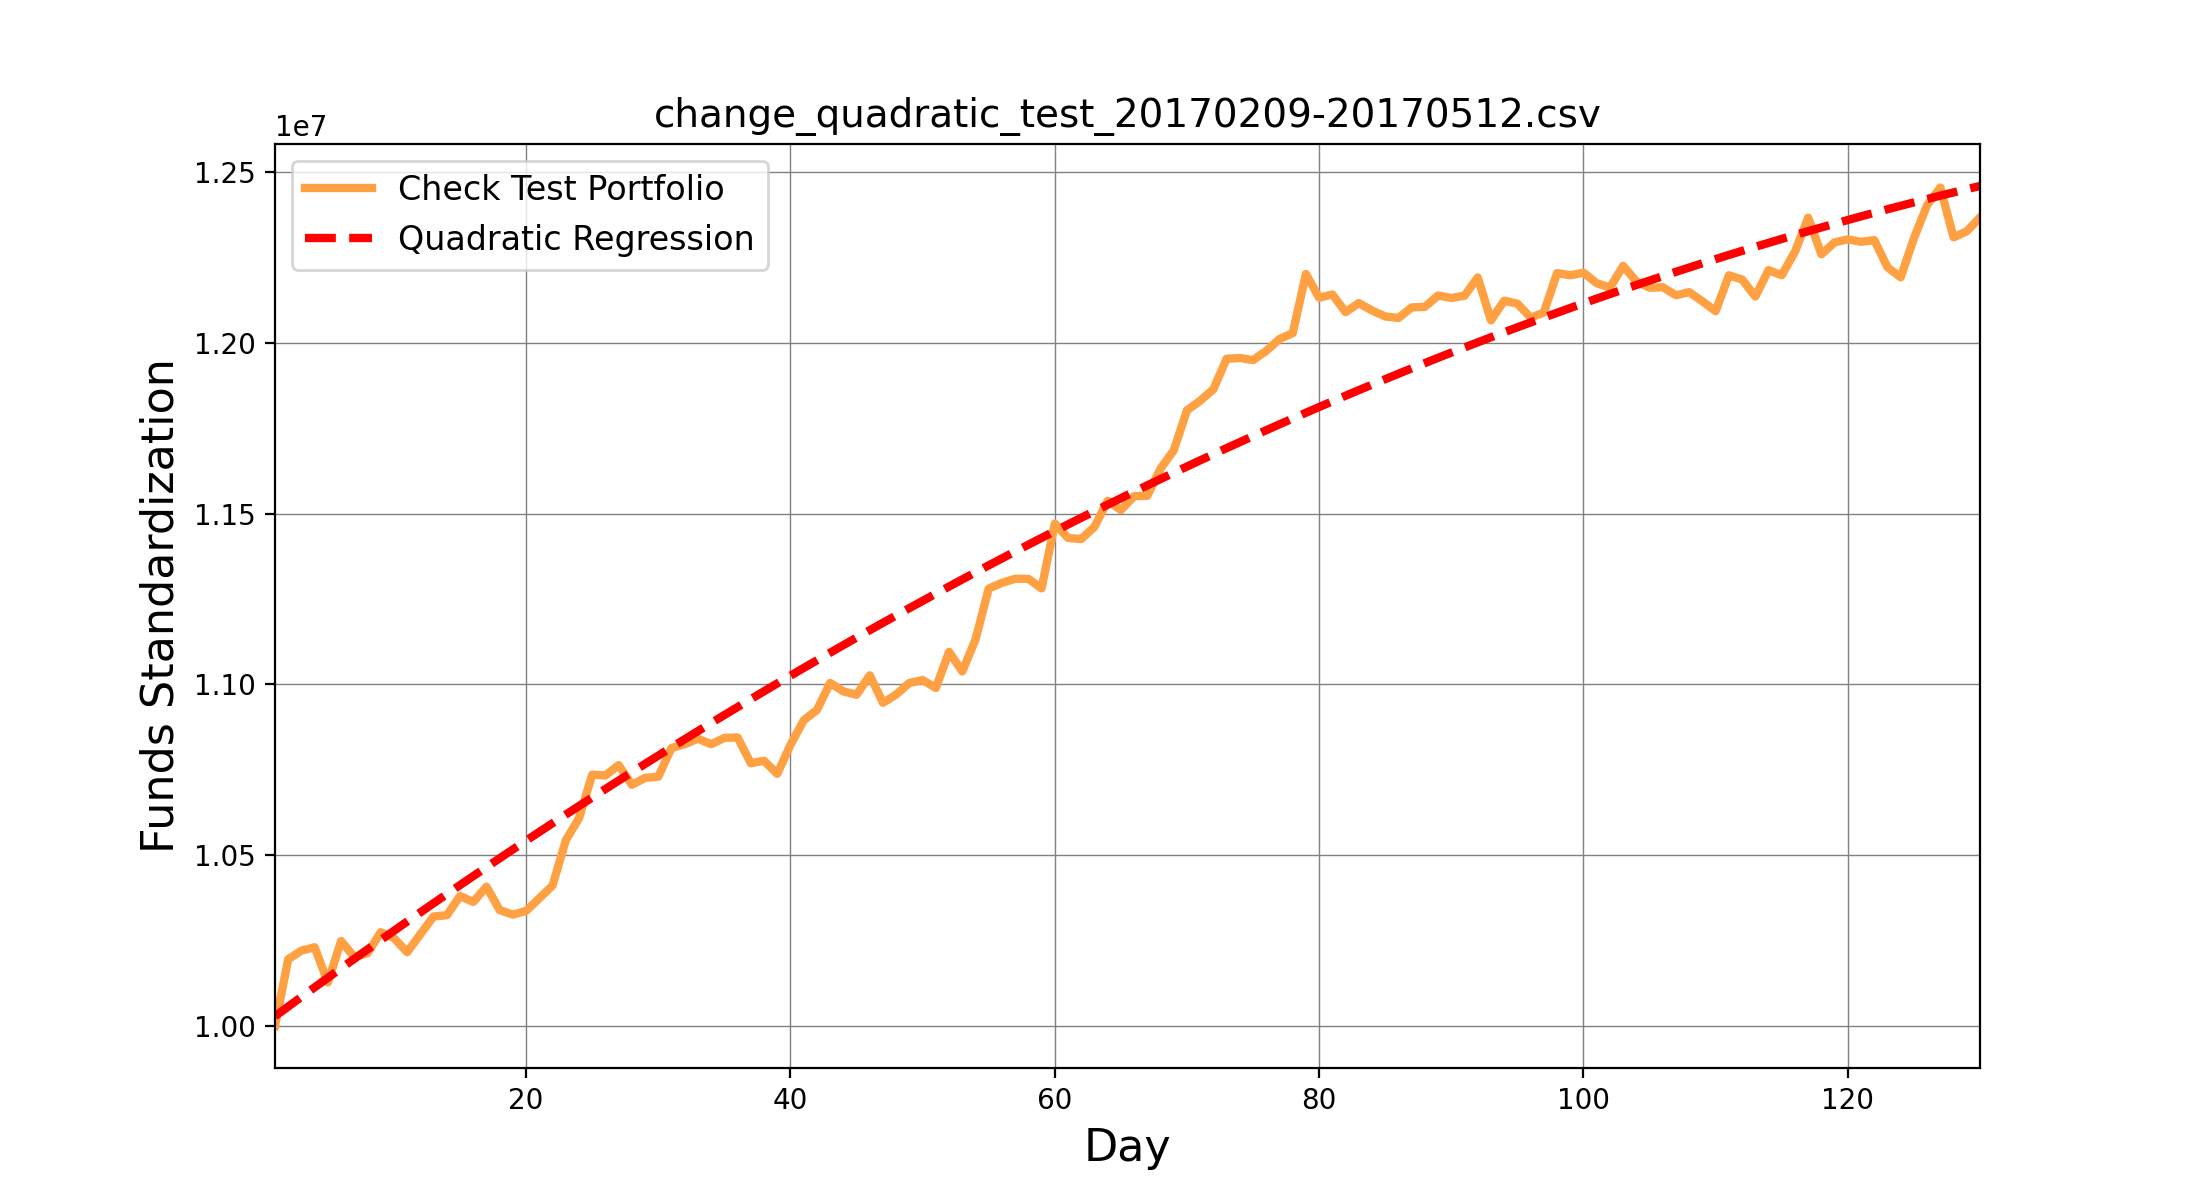 change_quadratic_test_20170209-20170512.csv
1e7
Check Test Portfolio
Quadratic Regression
1.25
1.20
1.15
1.10
1.05
1.00
Funds Standardization
20 40 60 80 100 120
Day